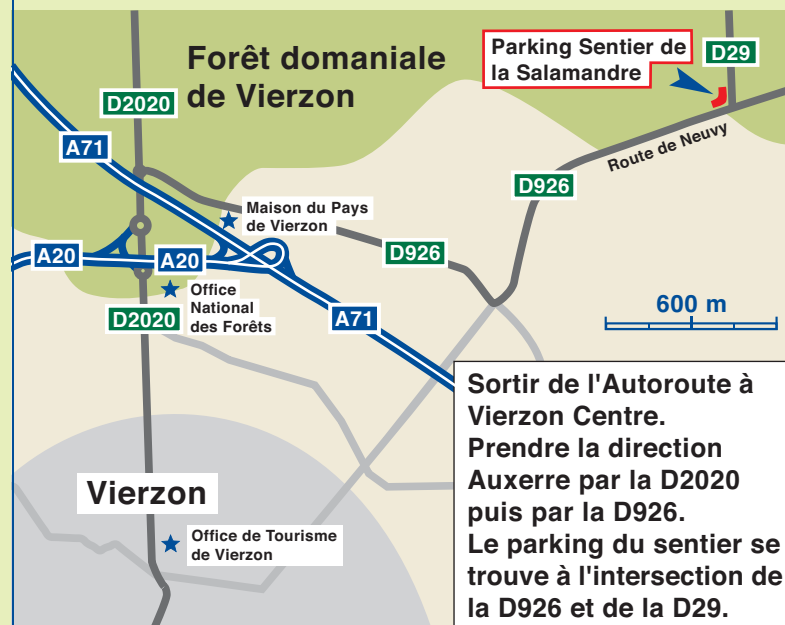 Forêt domaniale
de Vierzon
Parking Sentier de
la Salamandre
D29
D2020
A71
Route de Neuvy
D926
Maison du Pays
de Vierzon
D926
A20
A20
Office
National
des Forêts
D2020
A71
600 m
Vierzon
Office de Tourisme
de Vierzon
Sortir de l'Autoroute à
Vierzon Centre.
Prendre la direction
Auxerre par la D2020
puis par la D926.
Le parking du sentier se
trouve à l'intersection de
la D926 et de la D29.